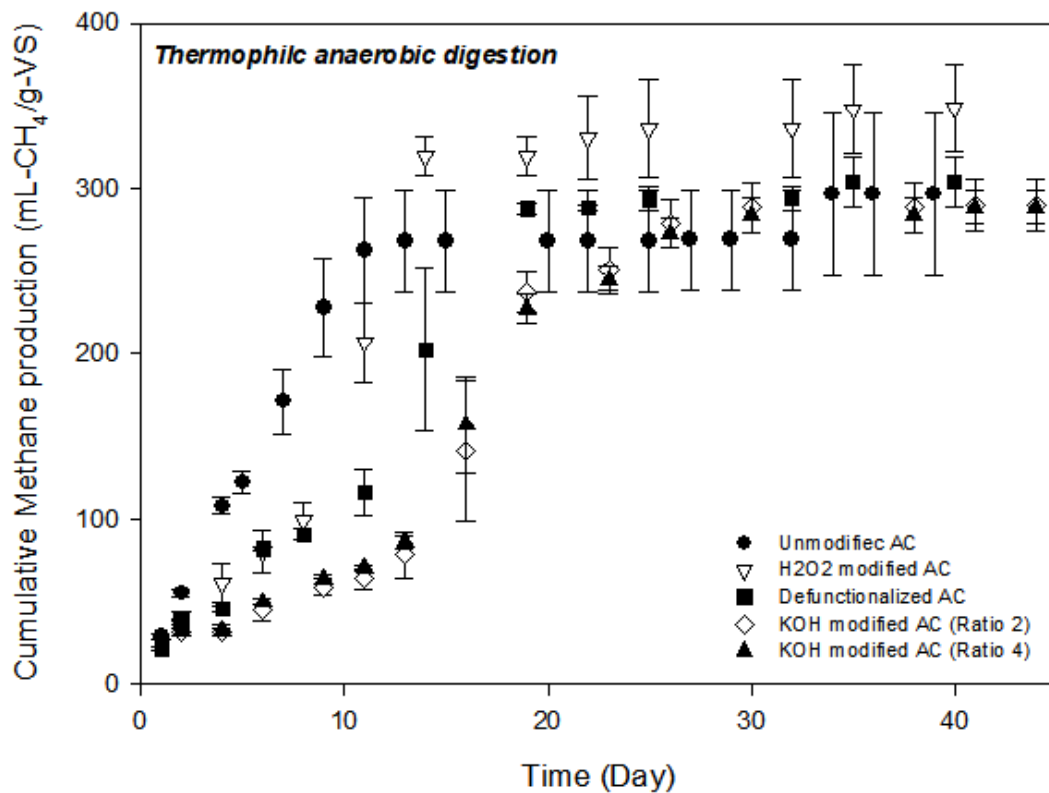 Thermophilc anaerobic digestion
Cumulative Methane production (mL-CH4/g-VS)
400
300
200
100
0
Unmodifiec AC
H2O2 modified AC
Defunctionalized AC
KOH modified AC (Ratio 2)
KOH modified AC (Ratio 4)
0 10 20 30 40
Time (Day)